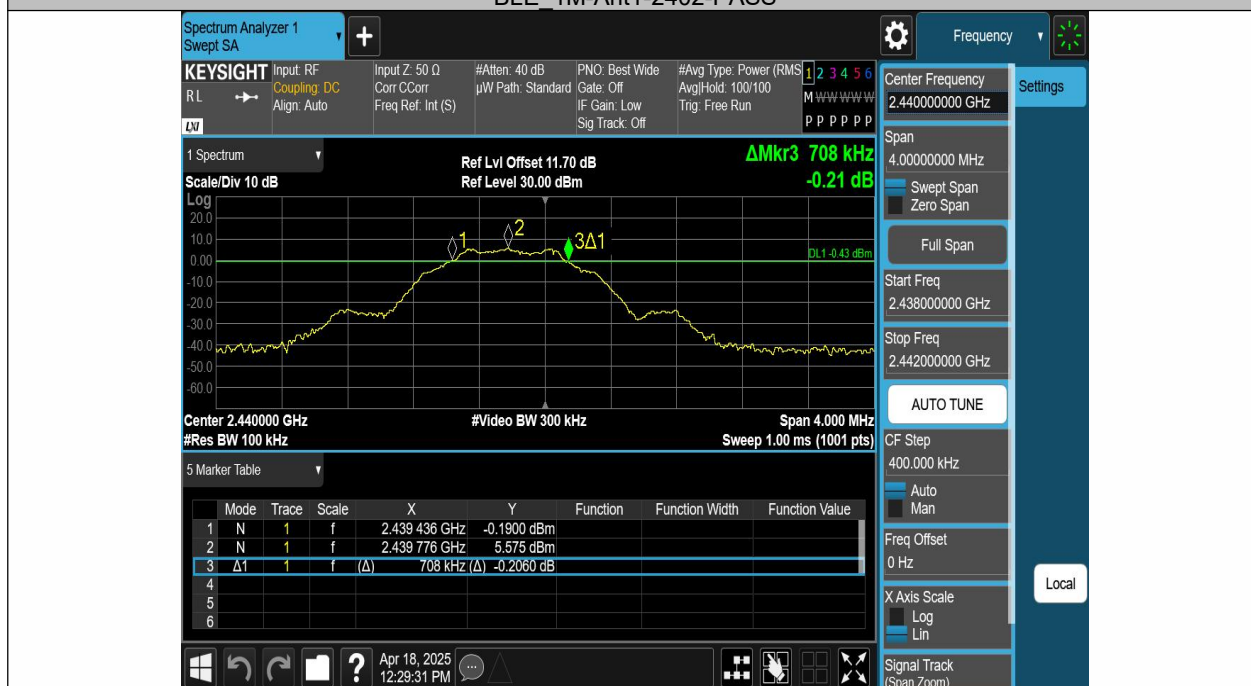 BLE_1M-Ant1-2402-PASS
Spectrum Analyzer 1
Swept SA
+
Frequency
KEYSIGHT
RL
LXI
Input: RF
Coupling: DC
Align: Auto
Input Z: 50 Ω
Corr CCorr
Freq Ref: Int (S)
#Atten: 40 dB
µW Path: Standard
PNO: Best Wide
Gate: Off
IF Gain: Low
Sig Track: Off
#Avg Type: Power (RMS
Avg|Hold: 100/100
Trig: Free Run
1 2 3 4 5 6
M W W W W W
P P P P P P
Center Frequency
2.440000000 GHz
Settings
Span
4.00000000 MHz
Swept Span
Zero Span
Full Span
Start Freq
2.438000000 GHz
Stop Freq
2.442000000 GHz
AUTO TUNE
CF Step
400.000 kHz
Auto
Man
Freq Offset
0 Hz
X Axis Scale
Log
Lin
Signal Track
(Span Zoom)
Local
1 Spectrum
Scale/Div 10 dB
Log
Ref Lvl Offset 11.70 dB
Ref Level 30.00 dBm
ΔMkr3 708 kHz
-0.21 dB
20.0
10.0
0.00
-10.0
-20.0
-30.0
-40.0
-50.0
-60.0
1
2
3Δ1
DL1 -0.43 dBm
Center 2.440000 GHz
#Video BW 300 kHz
Span 4.000 MHz
#Res BW 100 kHz
Sweep 1.00 ms (1001 pts)
5 Marker Table
Mode Trace Scale X Y Function Function Width Function Value
1 N 1 f 2.439 436 GHz -0.1900 dBm
2 N 1 f 2.439 776 GHz 5.575 dBm
3 Δ1 1 f (Δ) 708 kHz (Δ) -0.2060 dB
4
5
6
?
Apr 18, 2025
12:29:31 PM